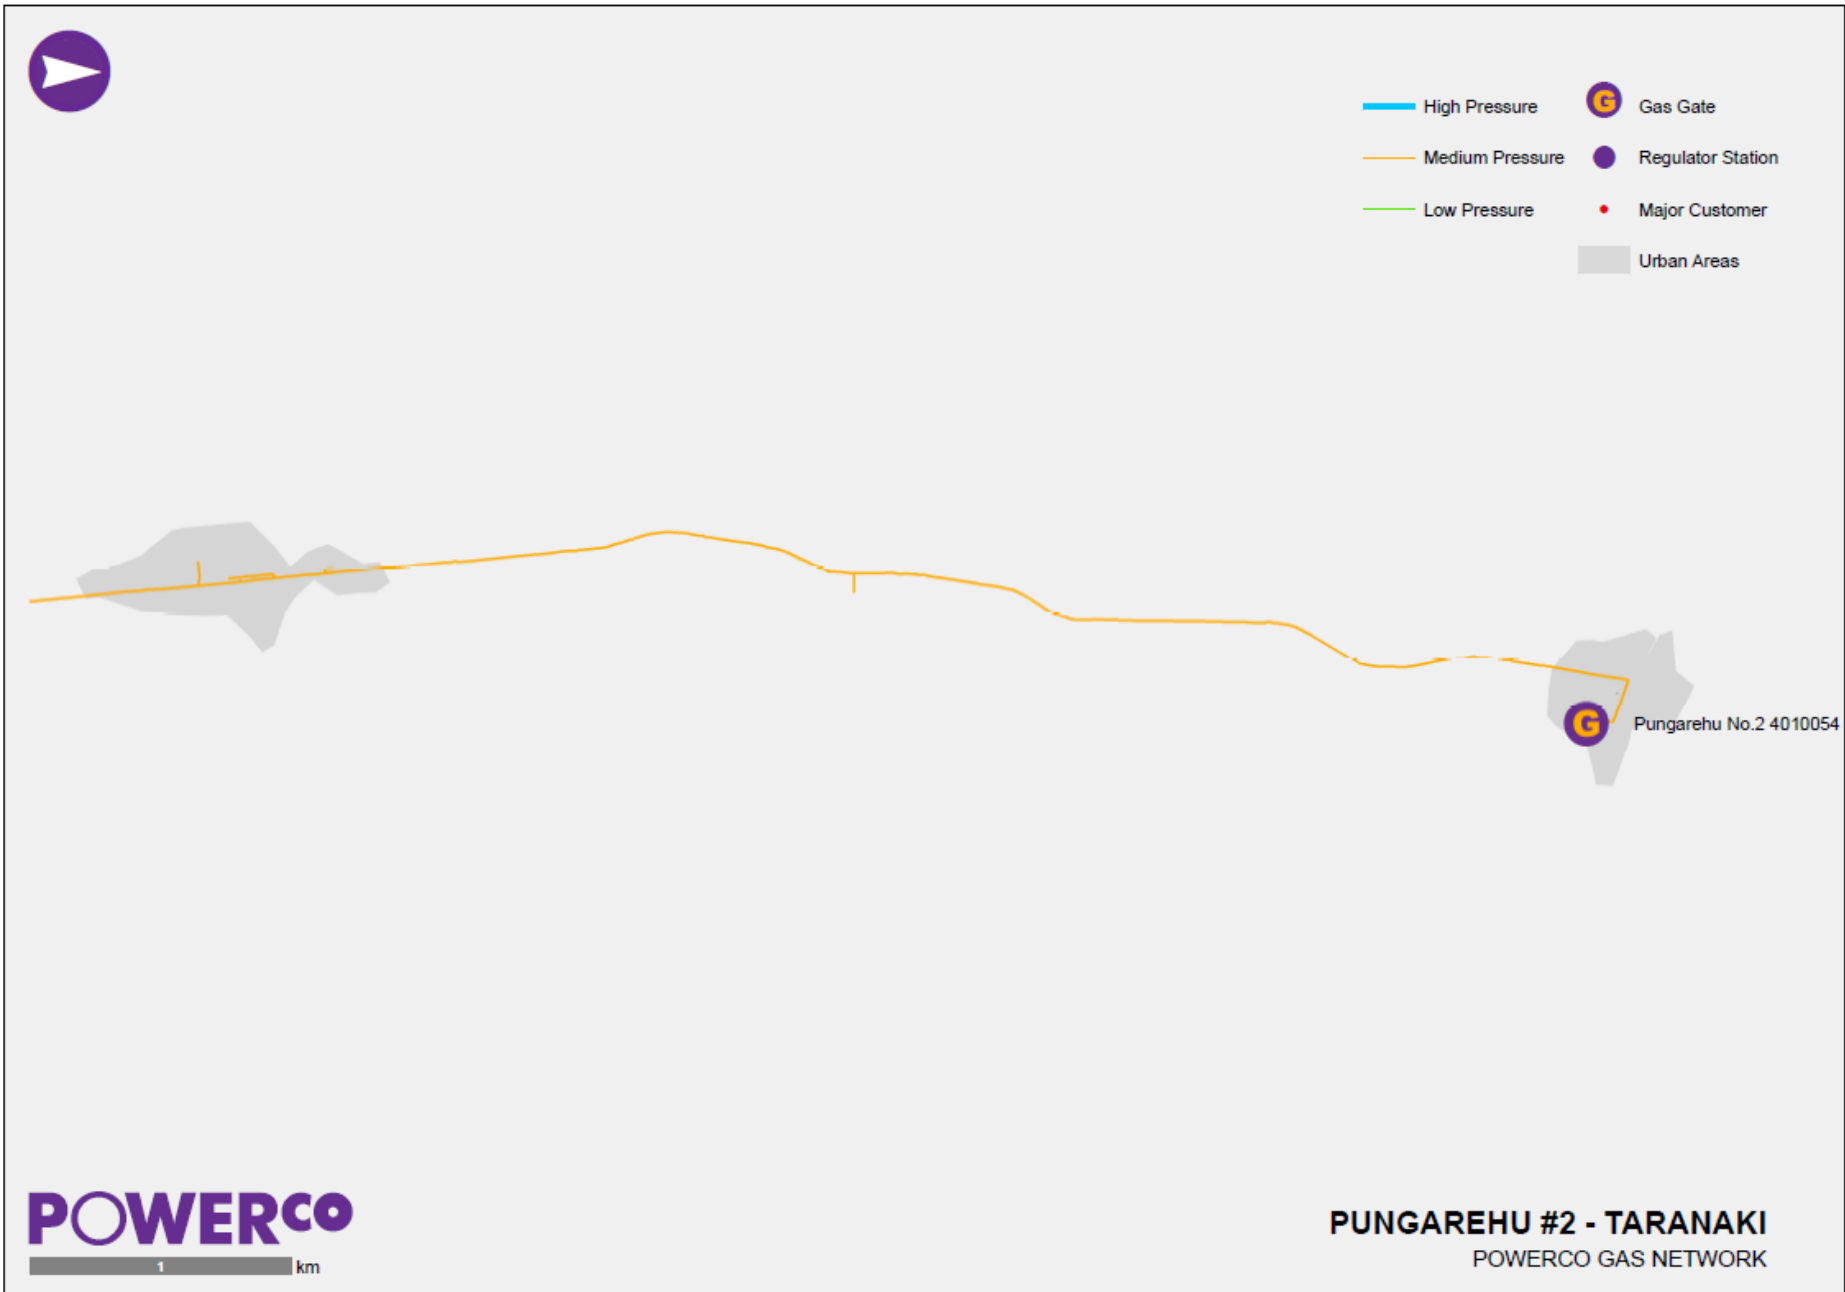 High Pressure
G
Gas Gate
Medium Pressure
Regulator Station
Low Pressure
Major Customer
Urban Areas
G
Pungarehu No.2 4010054
POWERCO
1
km
PUNGAREHU #2 - TARANAKI
POWERCO GAS NETWORK